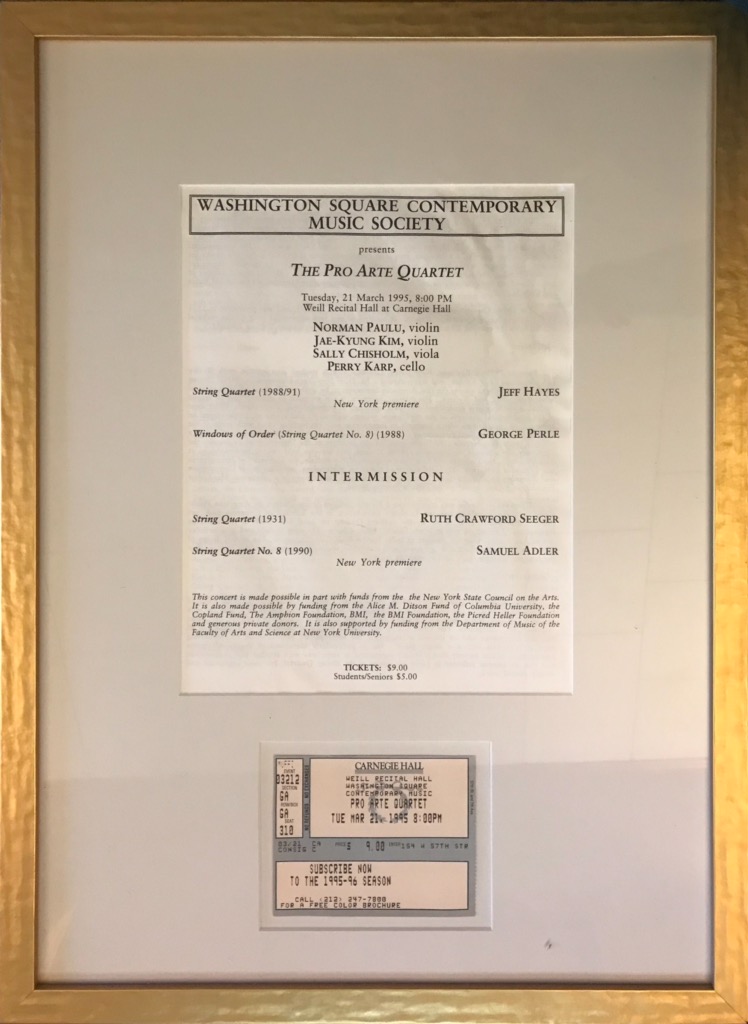 WASHINGTON SQUARE CONTEMPORARY
MUSIC SOCIETY
presents
THE PRO ARTE QUARTET
Tuesday, 21 March 1995, 8:00 PM
Weill Recital Hall at Carnegie Hall
NORMAN PAULU, violin
JAE-KYUNG KIM, violin
SALLY CHISHOLM, viola
PERRY KARP, cello
String Quartet (1988/91) JEFF HAYES
New York premiere
Windows of Order (String Quartet No. 8) (1988) GEORGE PERLE
INTERMISSION
String Quartet (1931) RUTH CRAWFORD SEEGER
String Quartet No. 8 (1990) SAMUEL ADLER
New York premiere
This concert is made possible in part with funds from the the New York State Council on the Arts.
It is also made possible by funding from the Alice M. Ditson Fund of Columbia University, the
Copland Fund, The Amphion Foundation, BMI, the BMI Foundation, the Picred Heller Foundation
and generous private donors. It is also supported by funding from the Department of Music of the
Faculty of Arts and Science at New York University.
TICKETS: $9.00
Students/Seniors $5.00
CARNEGIE HALL
WEILL RECITAL HALL
WASHINGTON SQUARE
CONTEMPORARY MUSIC
PRO ARTE QUARTET
TUE MAR 21, 1995 8:00PM
EVENT
03212
SECTION
GA
GA
SEAT
310
PRICE $ 9.00 154 W 57TH ST
SUBSCRIBE NOW
TO THE 1995-96 SEASON
CALL (212) 247-7800
FOR A FREE COLOR BROCHURE